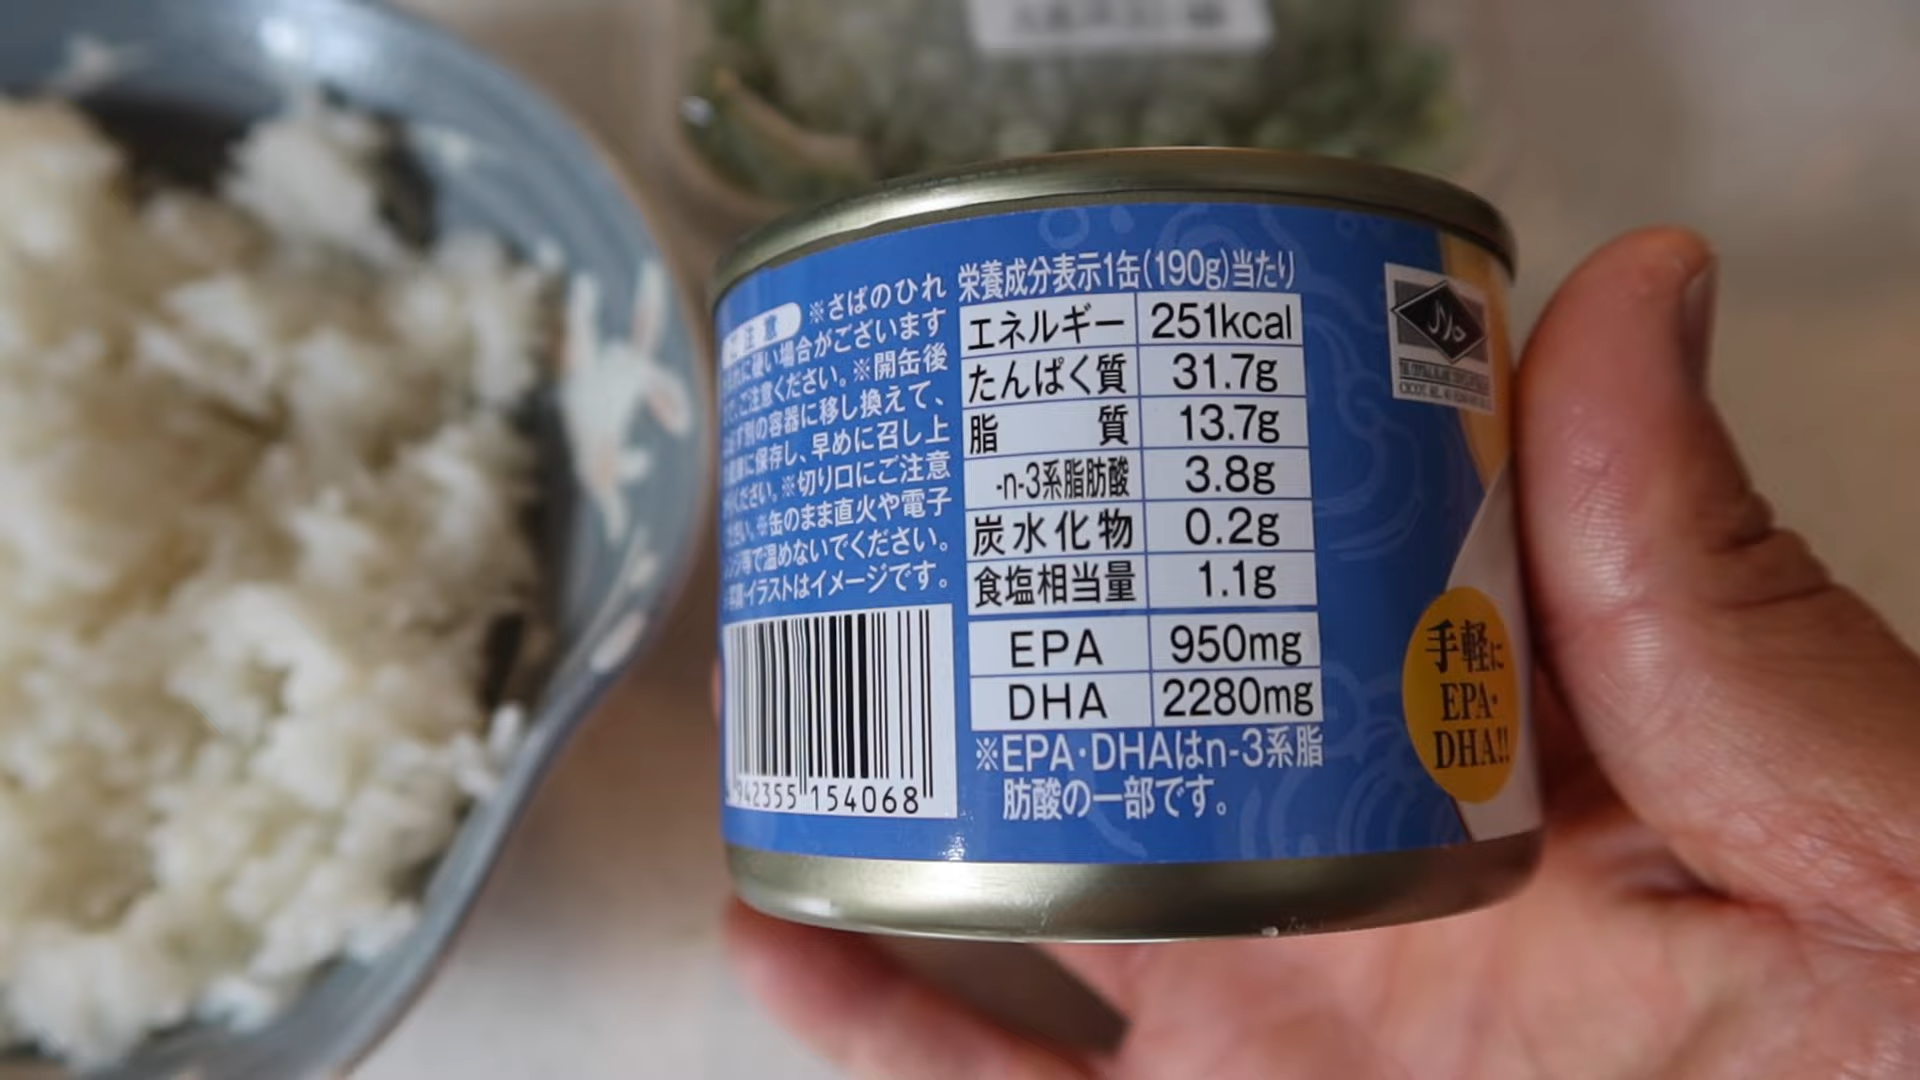 注意 ※さばのひれ
に硬い場合がございます
ご注意ください。※開缶後
別の容器に移し換えて、
に保存し、早めに召し上
ください。※切り口にご注意
ください。※缶のまま直火や電子
レンジ等で温めないでください。
イラストはイメージです。
942355 154068
栄養成分表示1缶(190g)当たり
エネルギー 251kcal
たんぱく質 31.7g
脂質 13.7g
-n-3系脂肪酸 3.8g
炭水化物 0.2g
食塩相当量 1.1g
EPA 950mg
DHA 2280mg
※EPA・DHAはn-3系脂
肪酸の一部です。
手軽に
EPA・
DHA!!